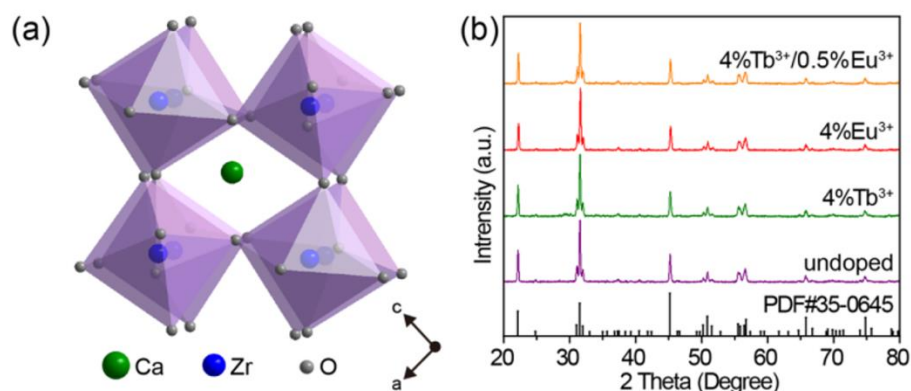 (a)
Ca
Zr
O
c
a
(b)
4%Tb³⁺/0.5%Eu³⁺
4%Eu³⁺
4%Tb³⁺
undoped
PDF#35-0645
Intrensity (a.u.)
20 30 40 50 60 70 80
2 Theta (Degree)